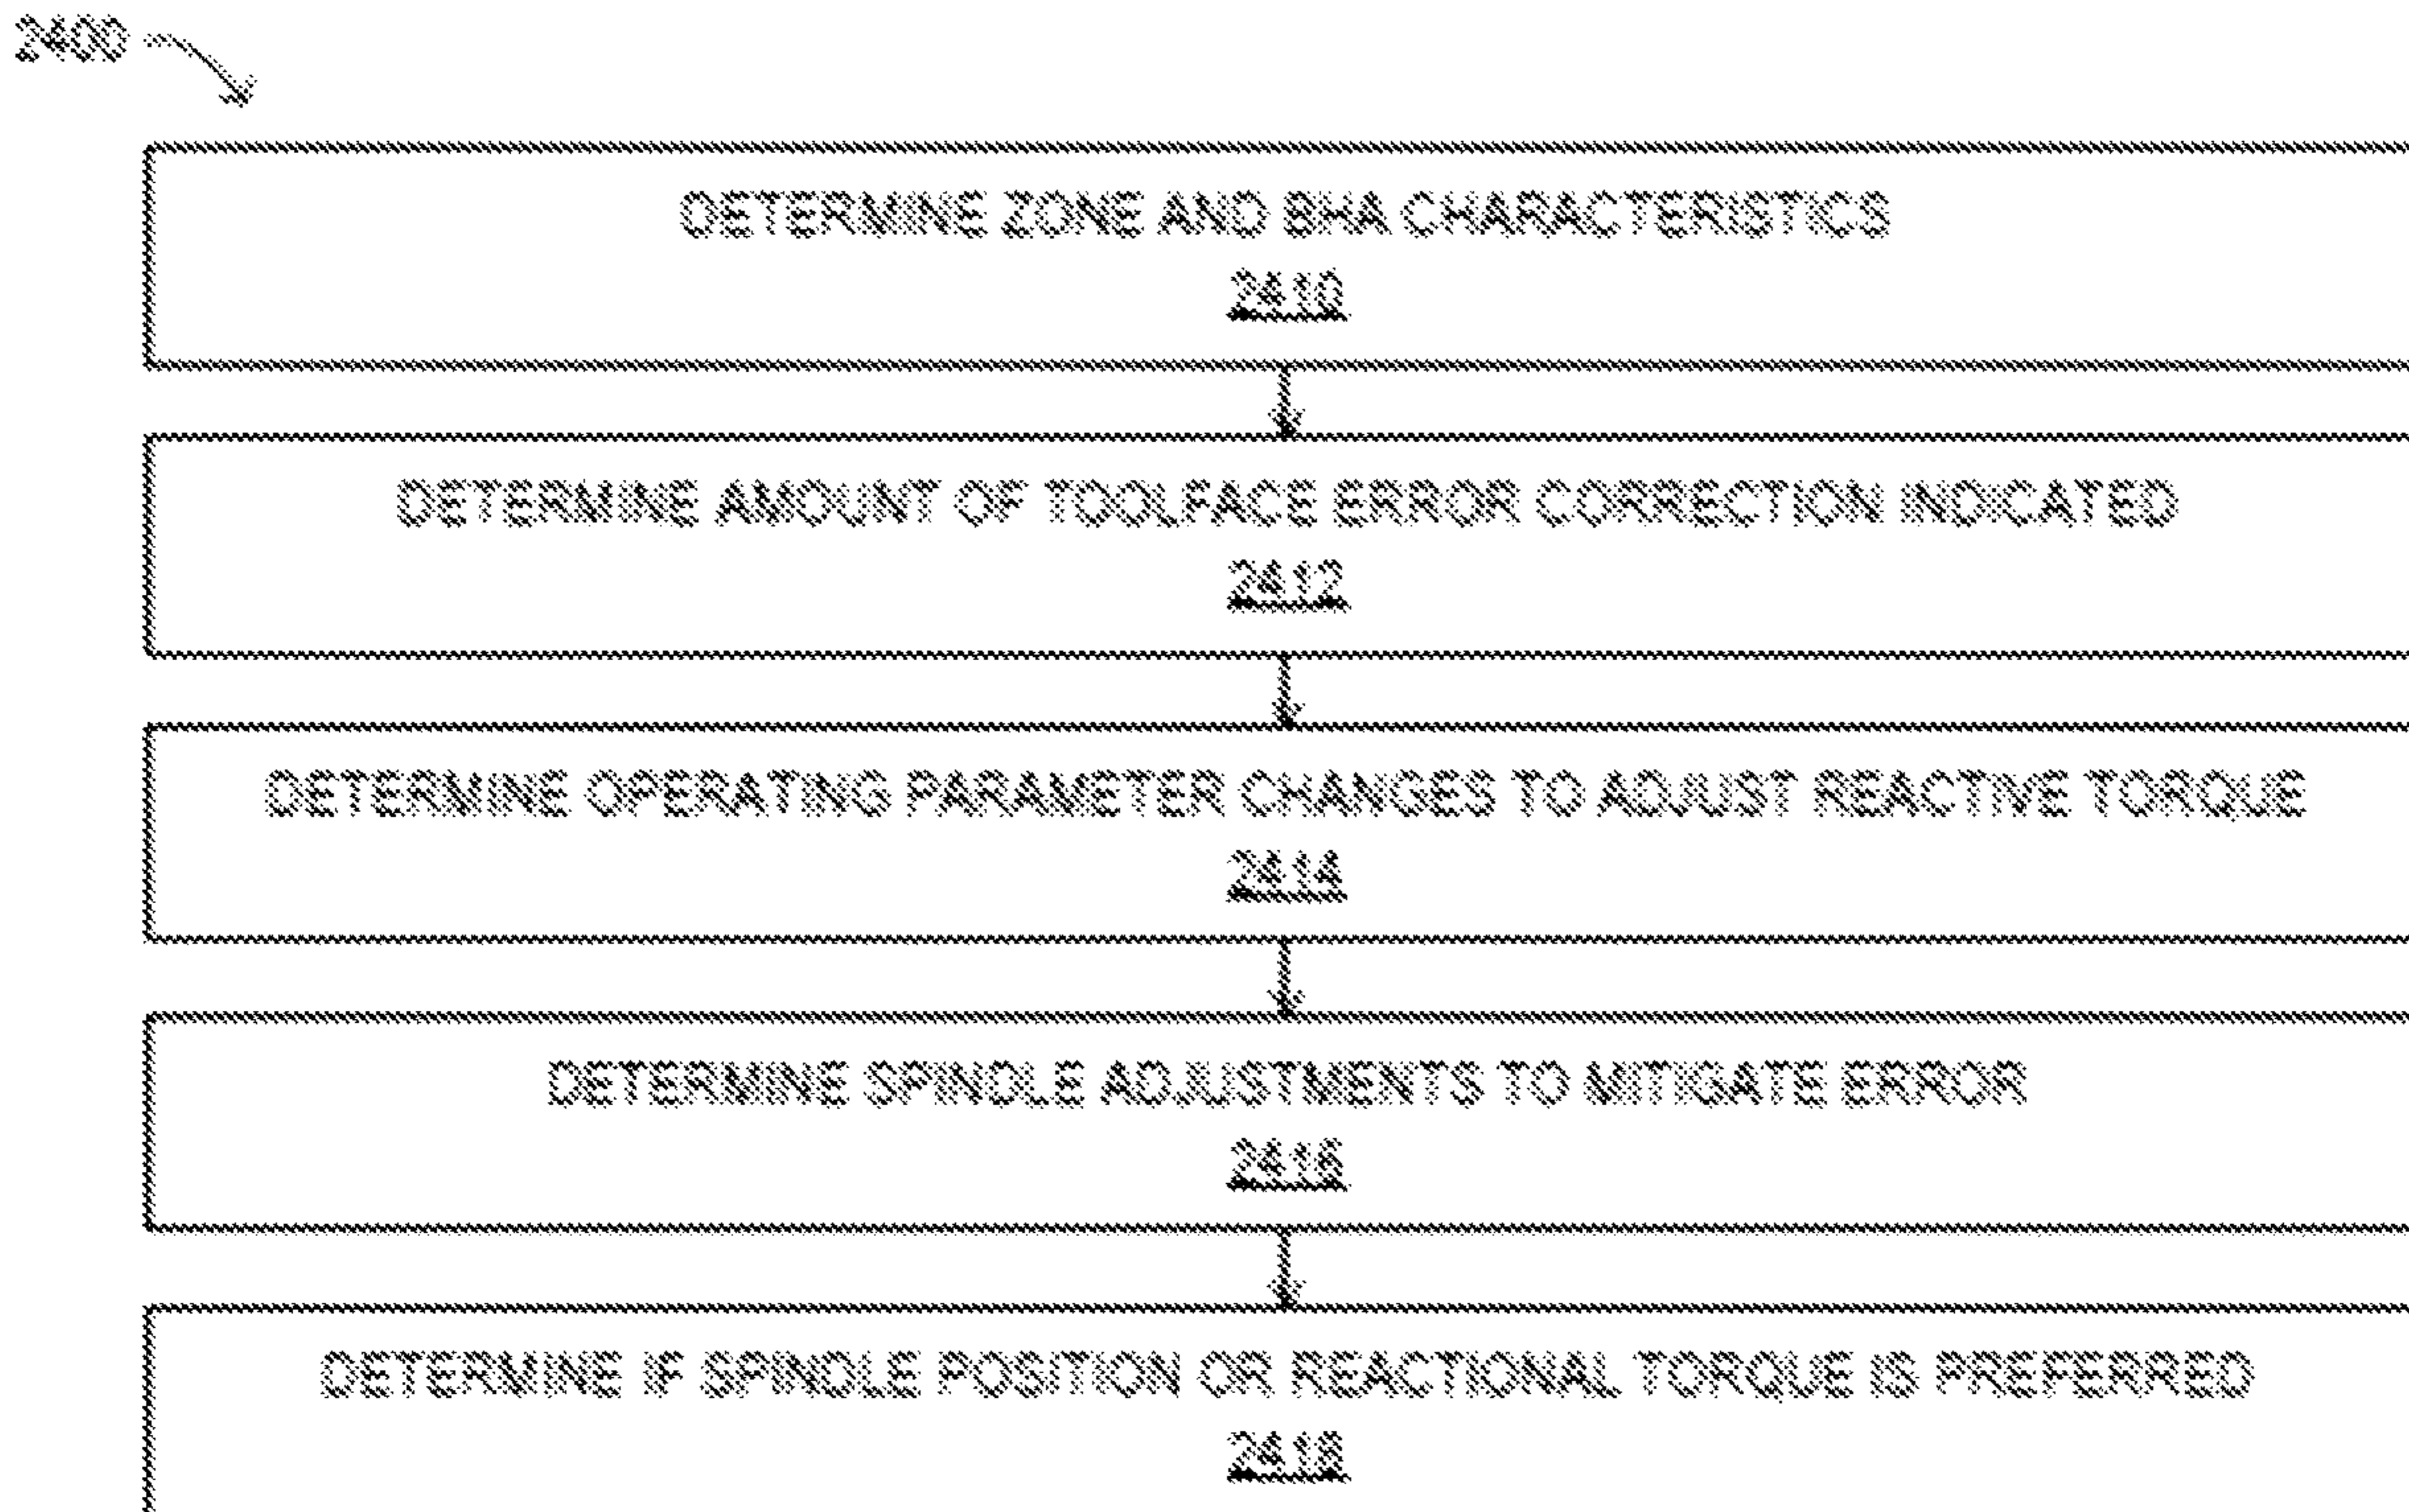 2400
DETERMINE ZONE AND BHA CHARACTERISTICS
2410
DETERMINE AMOUNT OF TOOLFACE ERROR CORRECTION INDICATED
2412
DETERMINE OPERATING PARAMETER CHANGES TO ADJUST REACTIVE TORQUE
2414
DETERMINE SPINDLE ADJUSTMENTS TO MITIGATE ERROR
2416
DETERMINE IF SPINDLE POSITION OR REACTIONAL TORQUE IS PREFERRED
2418